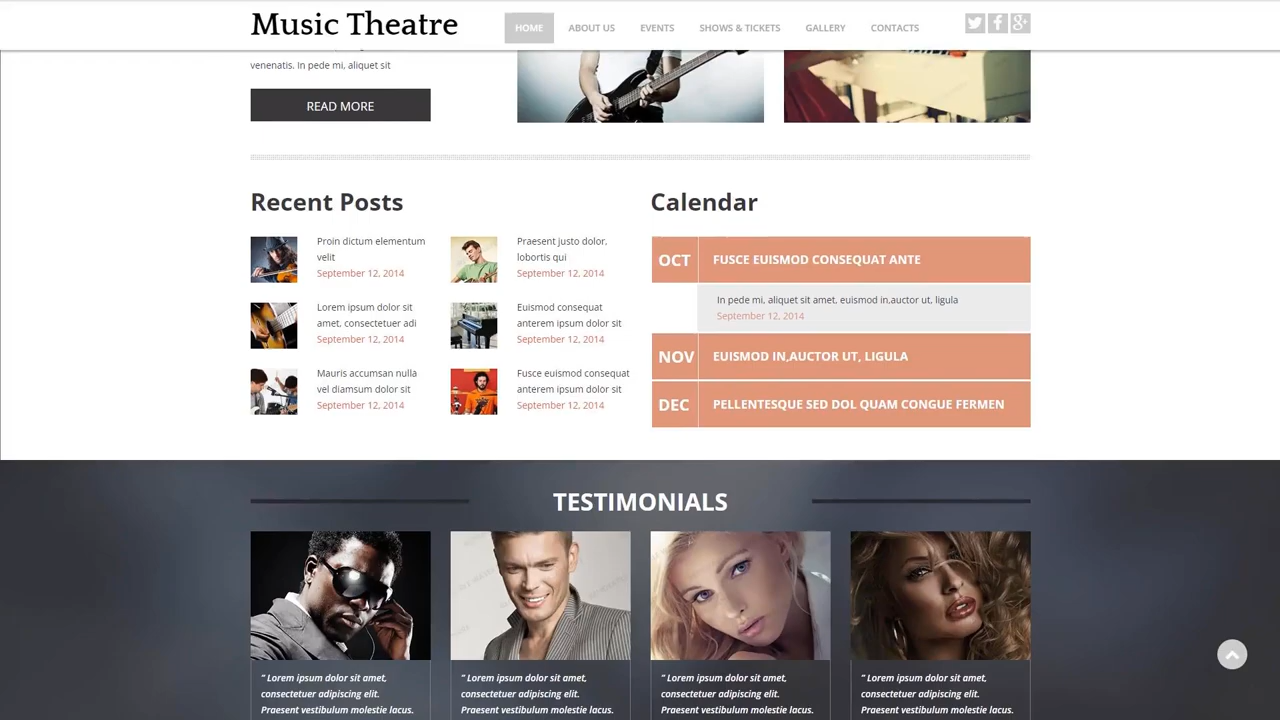 Music Theatre
HOME
ABOUT US
EVENTS
SHOWS & TICKETS
GALLERY
CONTACTS
venenatis. In pede mi, aliquet sit
READ MORE
Recent Posts
Proin dictum elementum
velit
September 12, 2014
Praesent justo dolor,
lobortis qui
September 12, 2014
Lorem ipsum dolor sit
amet, consectetuer adi
September 12, 2014
Euismod consequat
anterem ipsum dolor sit
September 12, 2014
Mauris accumsan nulla
vel diamsum dolor sit
September 12, 2014
Fusce euismod consequat
anterem ipsum dolor sit
September 12, 2014
Calendar
OCT
FUSCE EUISMOD CONSEQUAT ANTE
In pede mi, aliquet sit amet, euismod in,auctor ut, ligula
September 12, 2014
NOV
EUISMOD IN,AUCTOR UT, LIGULA
DEC
PELLENTESQUE SED DOL QUAM CONGUE FERMEN
TESTIMONIALS
“ Lorem ipsum dolor sit amet,
consectetuer adipiscing elit.
Praesent vestibulum molestie lacus.
“ Lorem ipsum dolor sit amet,
consectetuer adipiscing elit.
Praesent vestibulum molestie lacus.
“ Lorem ipsum dolor sit amet,
consectetuer adipiscing elit.
Praesent vestibulum molestie lacus.
“ Lorem ipsum dolor sit amet,
consectetuer adipiscing elit.
Praesent vestibulum molestie lacus.